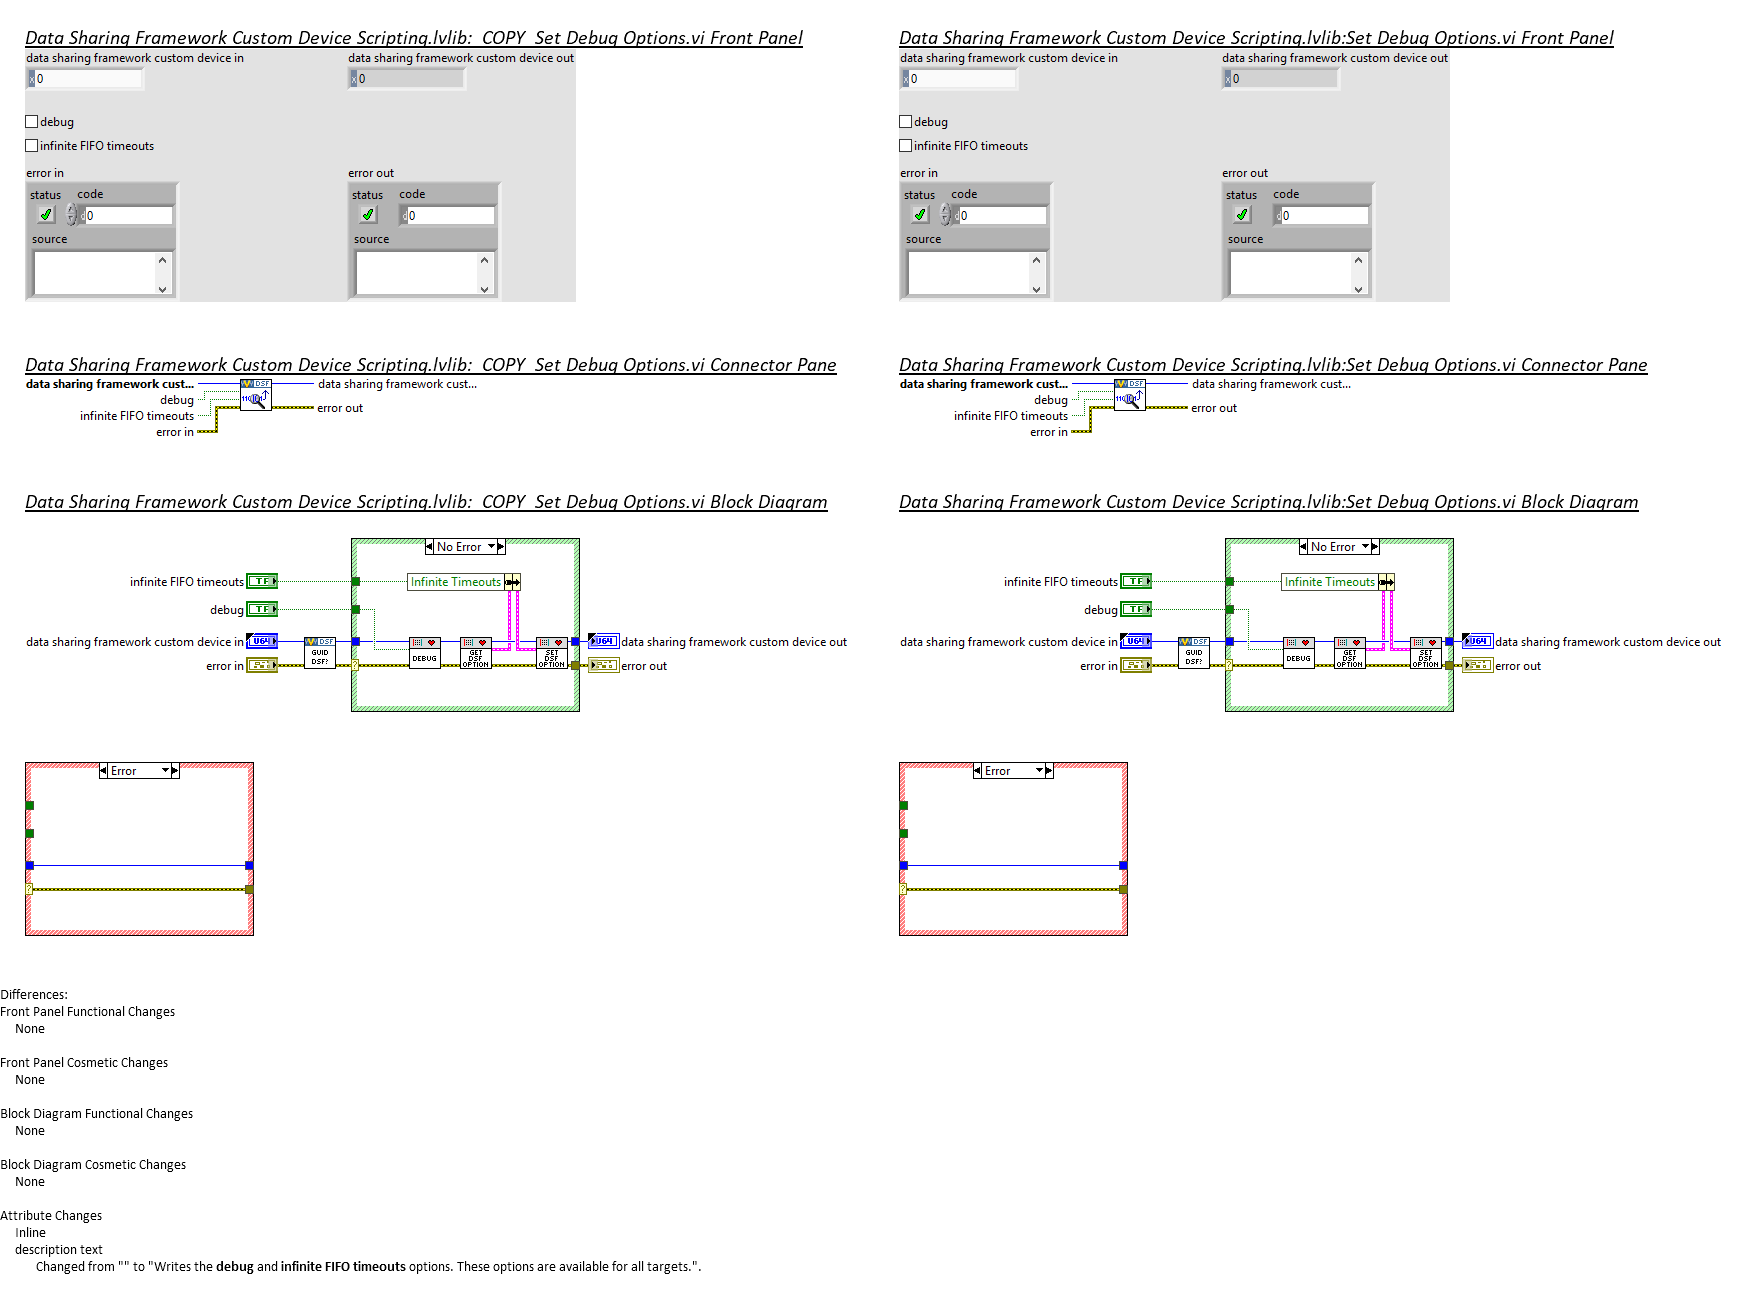 Data Sharing Framework Custom Device Scripting.lvlib:_COPY_Set Debug Options.vi Front Panel
data sharing framework custom device in
data sharing framework custom device out
x 0
x 0
debug
infinite FIFO timeouts
error in
error out
status code
status code
d 0
d 0
source
source
Data Sharing Framework Custom Device Scripting.lvlib:Set Debug Options.vi Front Panel
data sharing framework custom device in
data sharing framework custom device out
x 0
x 0
debug
infinite FIFO timeouts
error in
error out
status code
status code
d 0
d 0
source
source
Data Sharing Framework Custom Device Scripting.lvlib:_COPY_Set Debug Options.vi Connector Pane
data sharing framework cust...
DSF
data sharing framework cust...
debug
infinite FIFO timeouts
error out
error in
Data Sharing Framework Custom Device Scripting.lvlib:Set Debug Options.vi Connector Pane
data sharing framework cust...
DSF
data sharing framework cust...
debug
infinite FIFO timeouts
error out
error in
Data Sharing Framework Custom Device Scripting.lvlib:_COPY_Set Debug Options.vi Block Diagram
No Error
infinite FIFO timeouts
TF
Infinite Timeouts
debug
TF
data sharing framework custom device in
U64
DSF
GUID
DSF?
?
DEBUG
GET
DSF
OPTION
SET
DSF
OPTION
U64
data sharing framework custom device out
error in
error out
Error
?
Data Sharing Framework Custom Device Scripting.lvlib:Set Debug Options.vi Block Diagram
No Error
infinite FIFO timeouts
TF
Infinite Timeouts
debug
TF
data sharing framework custom device in
U64
DSF
GUID
DSF?
?
DEBUG
GET
DSF
OPTION
SET
DSF
OPTION
U64
data sharing framework custom device out
error in
error out
Error
?
Differences:
Front Panel Functional Changes
None
Front Panel Cosmetic Changes
None
Block Diagram Functional Changes
None
Block Diagram Cosmetic Changes
None
Attribute Changes
Inline
description text
Changed from "" to "Writes the debug and infinite FIFO timeouts options. These options are available for all targets.".